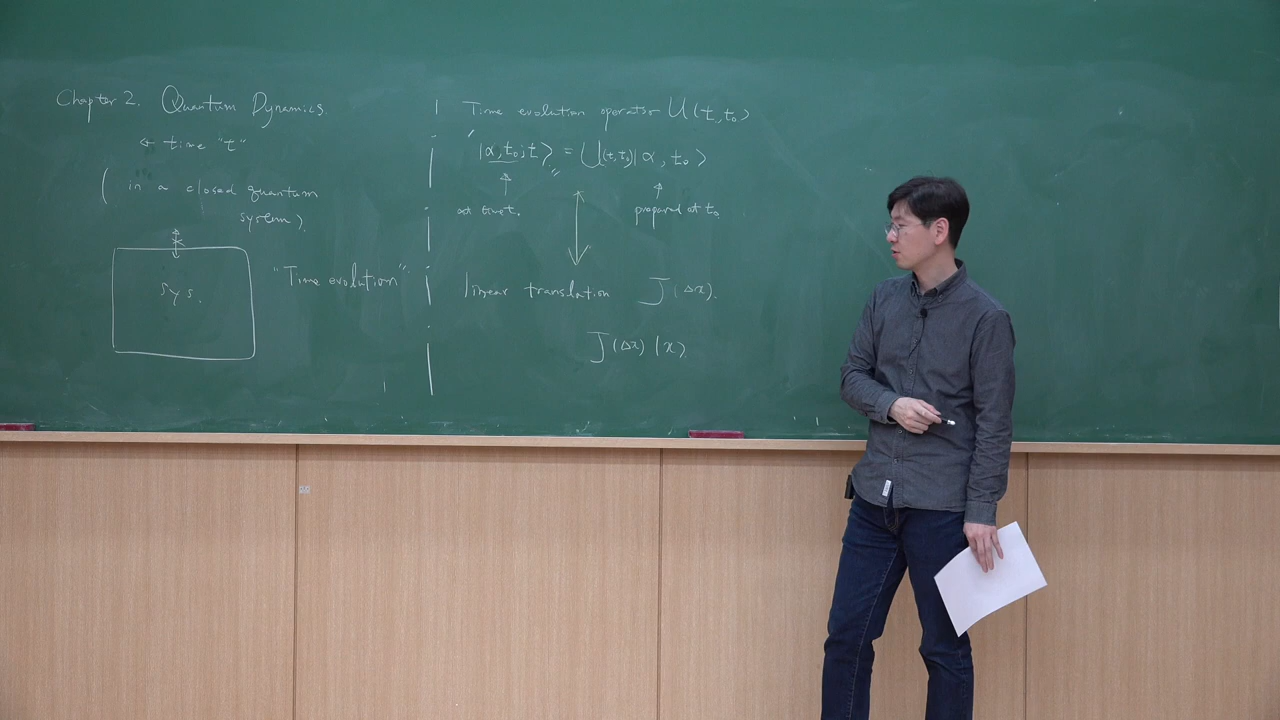 Chapter 2. Quantum Dynamics.
↵ time "t"
( in a closed quantum
system).
sys.
"Time evolution".
Time evolution operator U(t,t₀)
|α,t₀;t⟩ = U(t,t₀)|α,t₀⟩
at time t.
prepared at t₀
linear translation J(Δx).
J(Δx) |x⟩